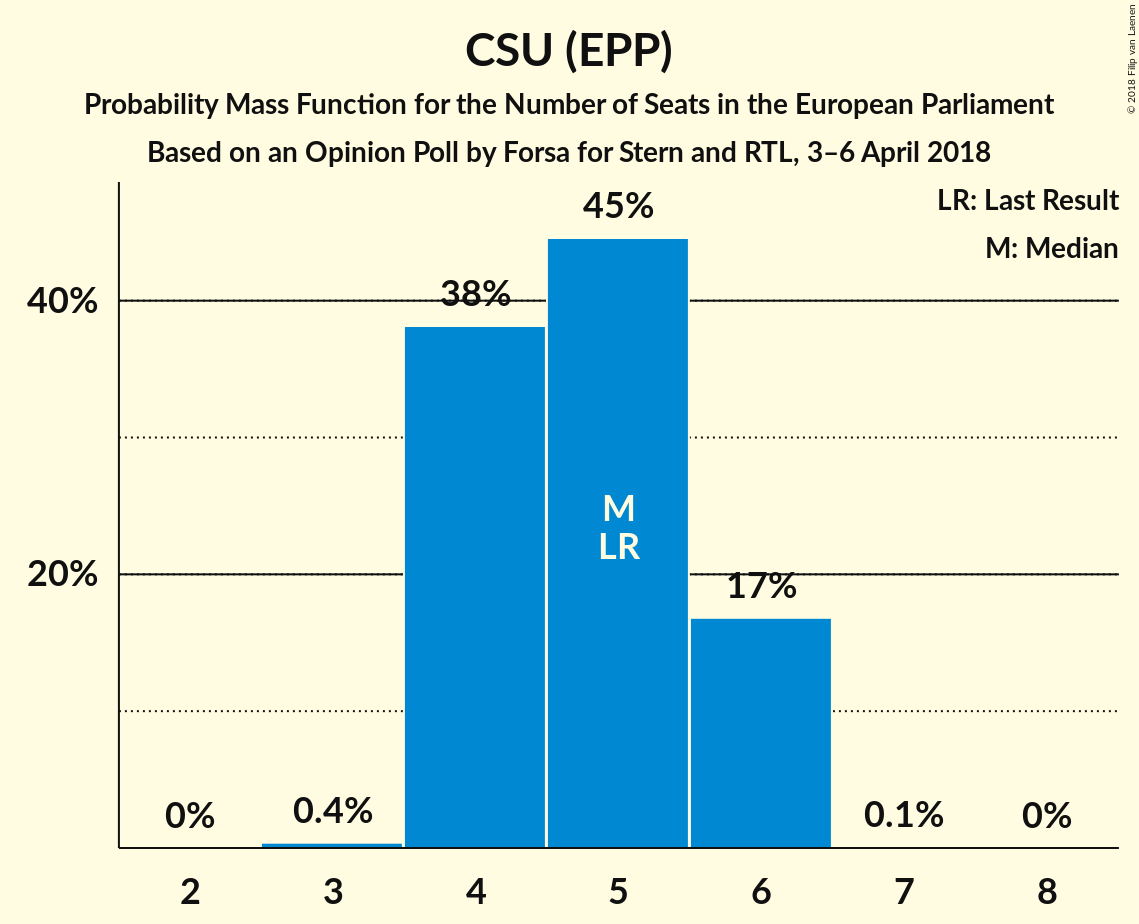 CSU (EPP)
Probability Mass Function for the Number of Seats in the European Parliament
Based on an Opinion Poll by Forsa for Stern and RTL, 3–6 April 2018
© 2018 Filip van Laenen
LR: Last Result
M: Median
45%
38%
40%
M
LR
20%
17%
0%
0.4%
0.1%
0%
2 3 4 5 6 7 8